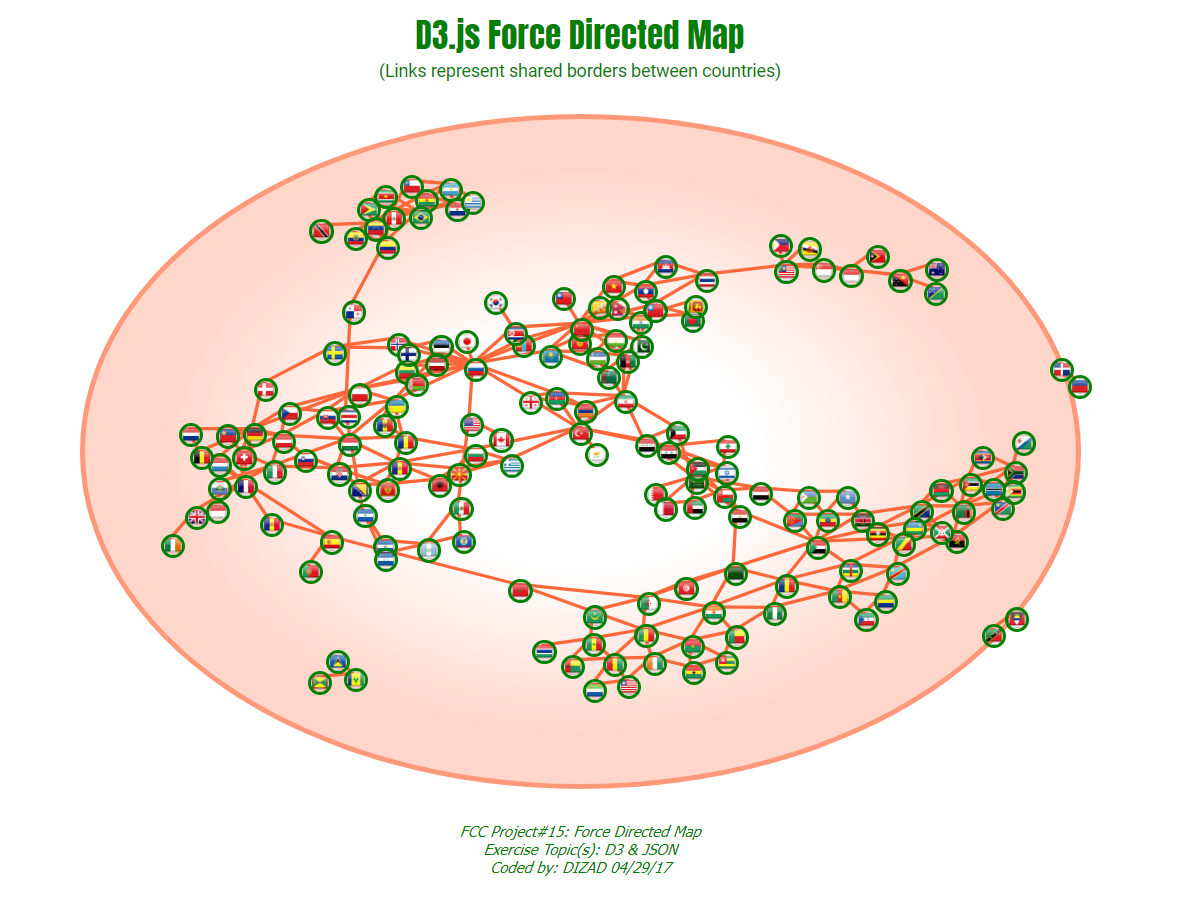 D3.js Force Directed Map
(Links represent shared borders between countries)
FCC Project#15: Force Directed Map
Exercise Topic(s): D3 & JSON
Coded by: DIZAD 04/29/17